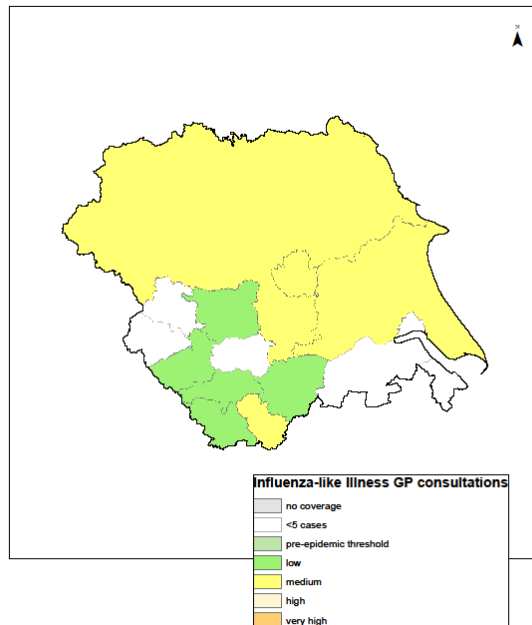 Influenza-like Illness GP consultations
no coverage
<5 cases
pre-epidemic threshold
low
medium
high
very high